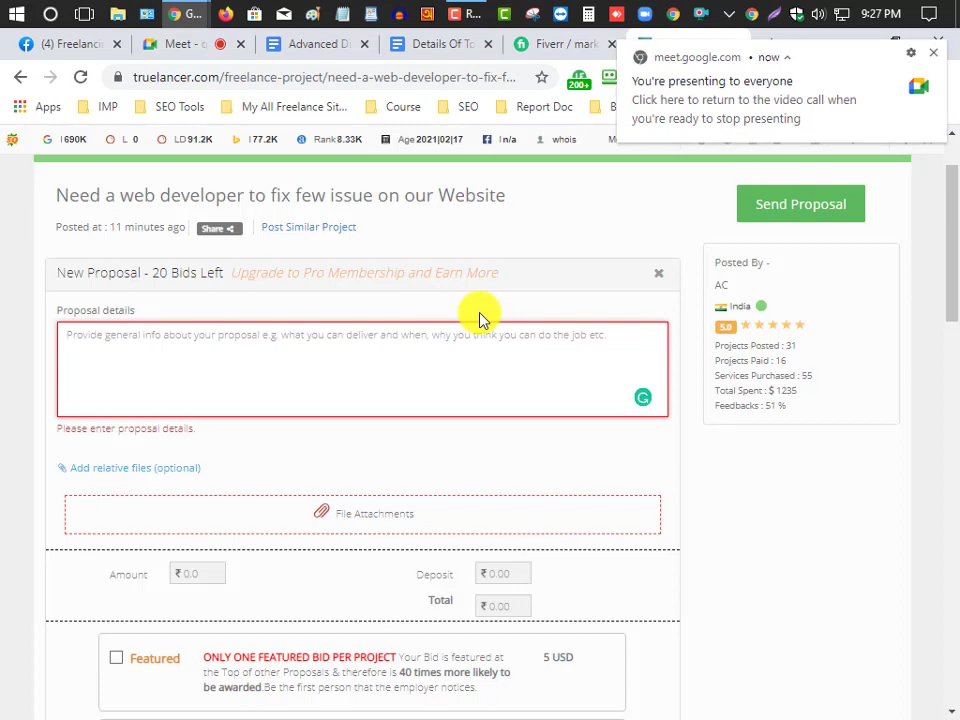 9:27 PM
(4) Freelancin
Meet - q
Advanced D
Details Of To
Fiverr / mark
truelancer.com/freelance-project/need-a-web-developer-to-fix-f...
200+
Apps IMP SEO Tools My All Freelance Sit... Course SEO Report Doc
I 690K L 0 LD 91.2K I 77.2K Rank 8.33K Age 2021|02|17 I n/a whois
meet.google.com • now
You're presenting to everyone
Click here to return to the video call when
you're ready to stop presenting
Need a web developer to fix few issue on our Website
Posted at : 11 minutes ago Share Post Similar Project
Send Proposal
New Proposal - 20 Bids Left Upgrade to Pro Membership and Earn More
Proposal details
Provide general info about your proposal e.g. what you can deliver and when, why you think you can do the job etc.
Please enter proposal details.
Add relative files (optional)
File Attachments
Amount ₹ 0.0 Deposit ₹ 0.00
Total ₹ 0.00
Featured
ONLY ONE FEATURED BID PER PROJECT Your Bid is featured at
the Top of other Proposals & therefore is 40 times more likely to
be awarded.Be the first person that the employer notices.
5 USD
Posted By -
AC
India
5.0
Projects Posted : 31
Projects Paid : 16
Services Purchased : 55
Total Spent : $ 1235
Feedbacks : 51 %